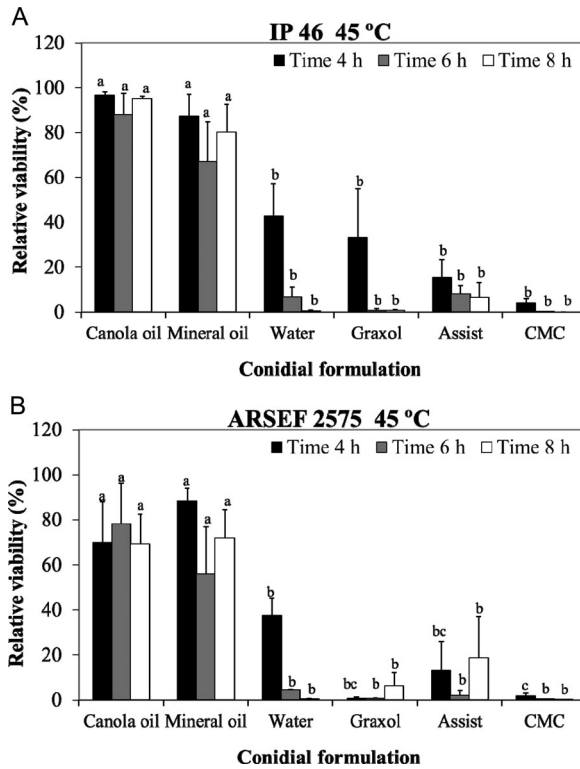 A
IP 46 45 ºC
120
Time 4 h Time 6 h Time 8 h
100
80
60
40
20
0
Relative viability (%)
a a a a a a
b b b b b b b b b b b b
Canola oil Mineral oil Water Graxol Assist CMC
Conidial formulation
B
ARSEF 2575 45 ºC
120
Time 4 h Time 6 h Time 8 h
100
80
60
40
20
0
Relative viability (%)
a a a a a a
b b b bc b b bc b b c b b
Canola oil Mineral oil Water Graxol Assist CMC
Conidial formulation